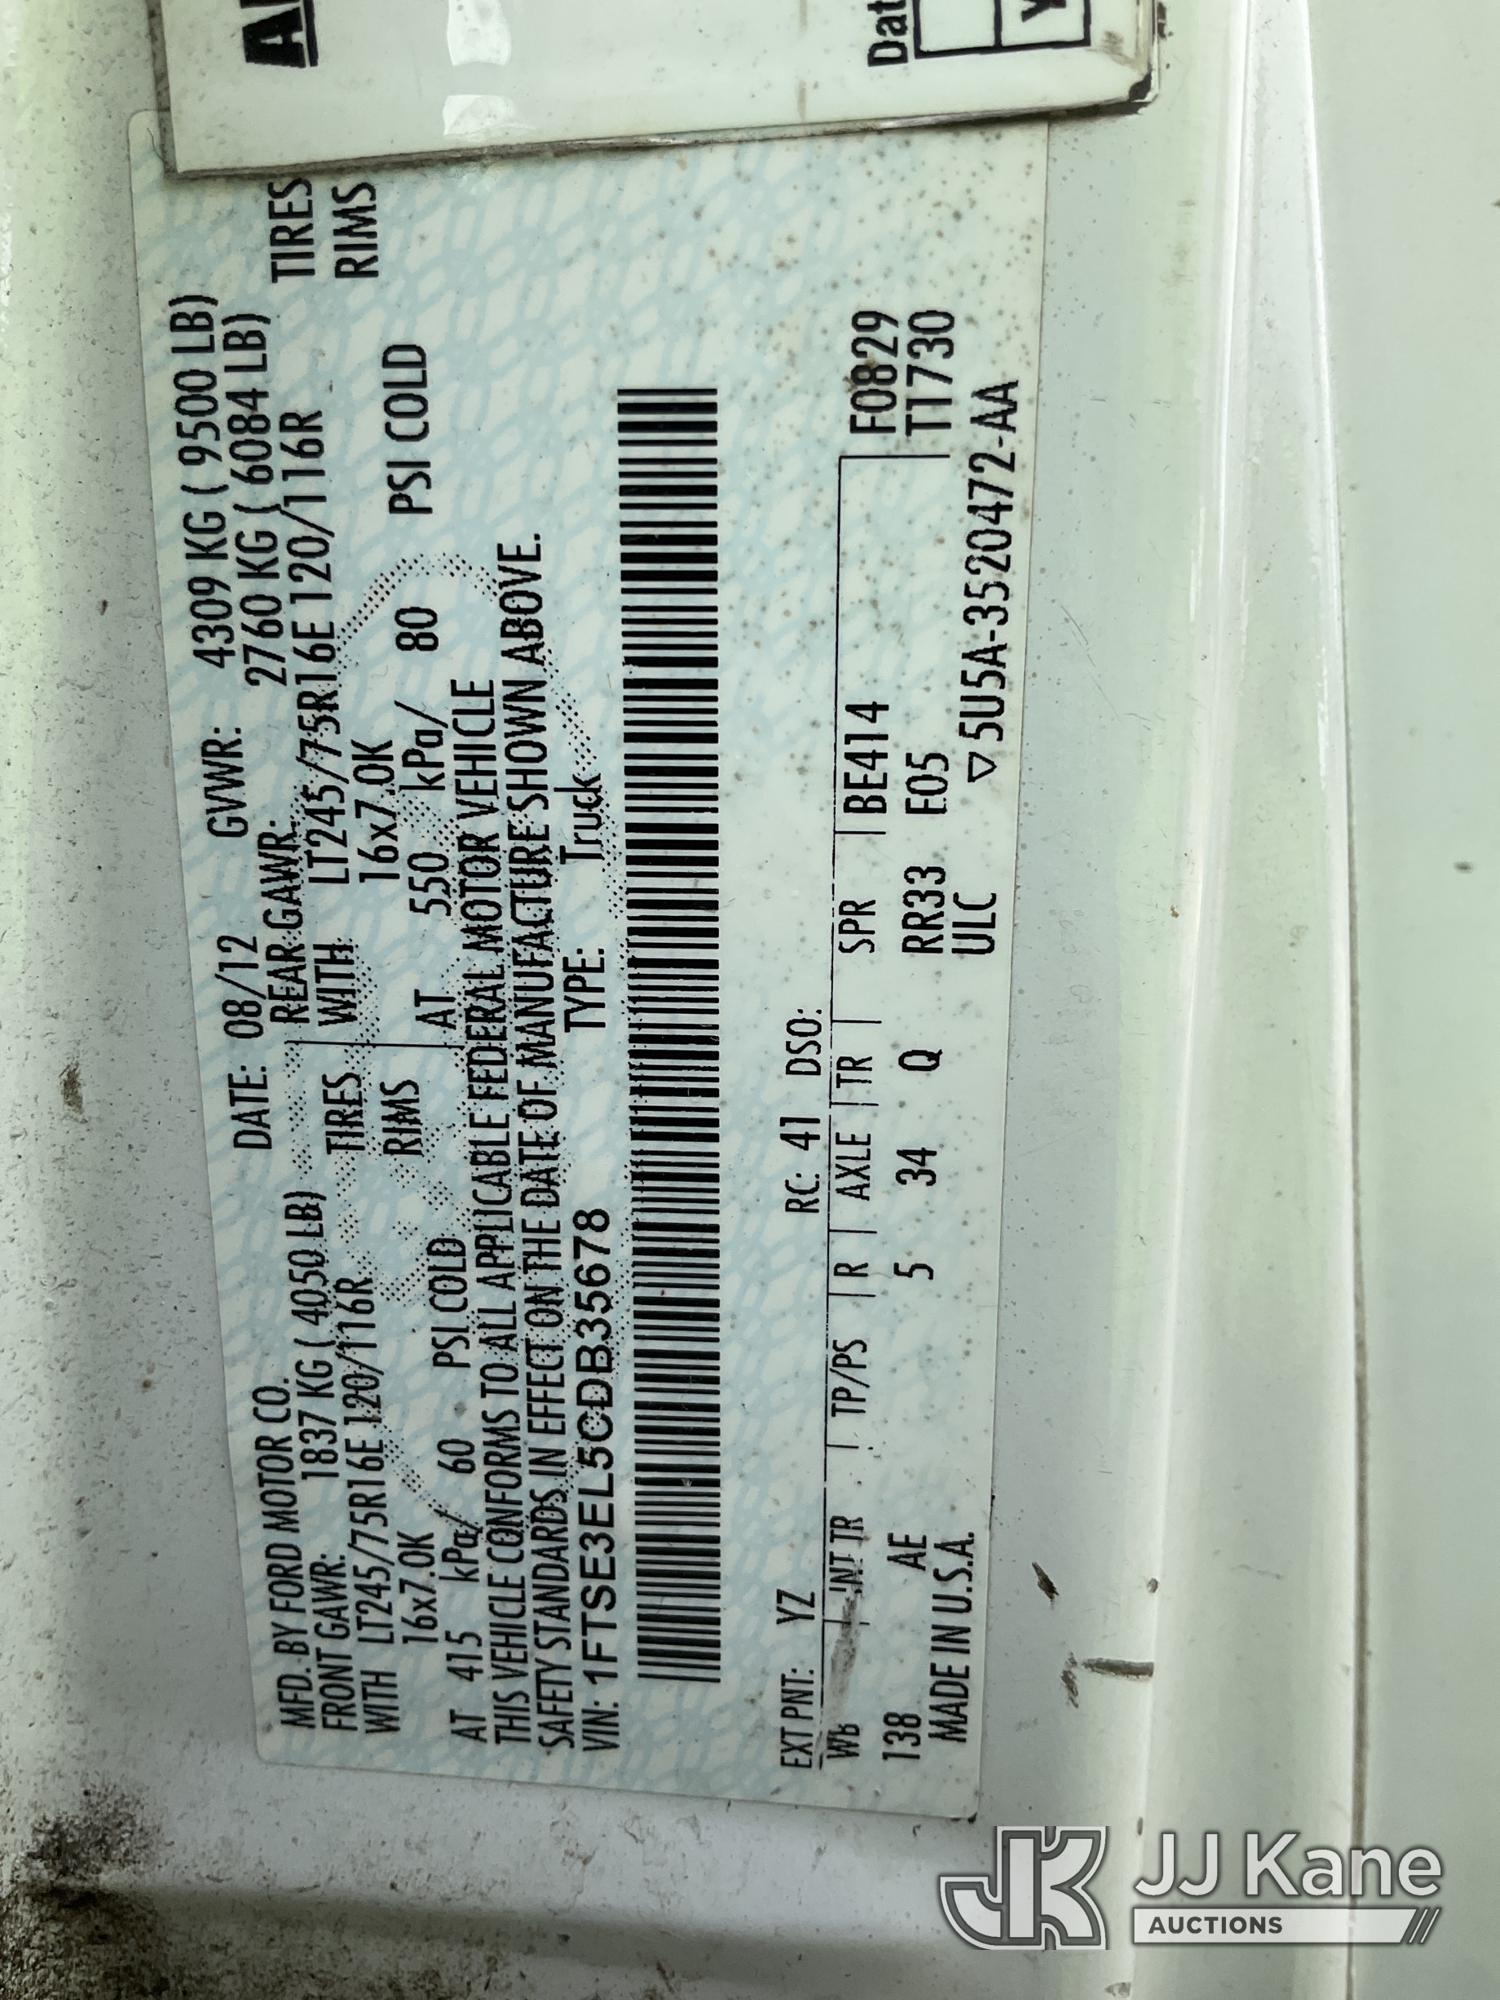 MFD. BY FORD MOTOR CO. DATE: 08/12 GVWR: 4309 KG ( 9500 LB)
FRONT GAWR: 1837 KG ( 4050 LB) REAR GAWR: 2760 KG ( 6084 LB)
WITH LT245/75R16E 120/116R TIRES WITH LT245/75R16E 120/116R TIRES
16x7.0K RIMS 16x7.0K RIMS
AT 415 kPa/ 60 PSI COLD AT 550 kPa/ 80 PSI COLD
THIS VEHICLE CONFORMS TO ALL APPLICABLE FEDERAL MOTOR VEHICLE
SAFETY STANDARDS IN EFFECT ON THE DATE OF MANUFACTURE SHOWN ABOVE.
VIN: 1FTSE3EL5CDB35678 TYPE: Truck
EXT PNT: YZ RC: 41 DSO:
WB INT TR TP/PS R AXLE TR SPR BE414 F0829
138 AE 5 34 Q RR33 E05 T1730
MADE IN U.S.A. ULC ▽5U5A-3520472-AA
Dat
JJ Kane
AUCTIONS